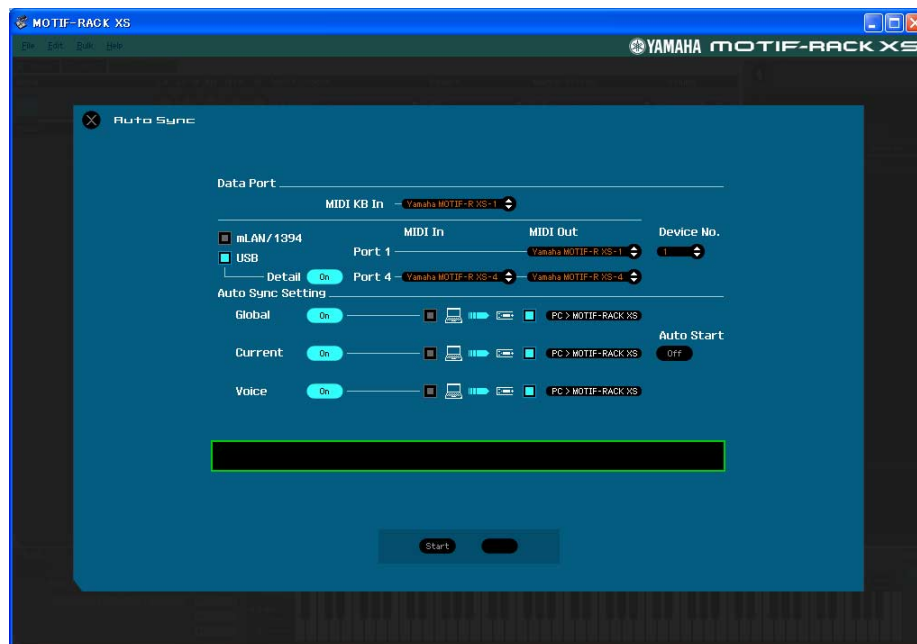 MOTIF-RACK XS
File Edit Bulk Help
YAMAHA MOTIF-RACK XS
Auto Sync
Data Port
MIDI KB In Yamaha MOTIF-R XS-1
mLAN/1394 MIDI In MIDI Out Device No.
USB Port 1 Yamaha MOTIF-R XS-1 1
Detail On Port 4 Yamaha MOTIF-R XS-4 Yamaha MOTIF-R XS-4
Auto Sync Setting
Global On PC > MOTIF-RACK XS
Auto Start
Current On PC > MOTIF-RACK XS Off
Voice On PC > MOTIF-RACK XS
Start